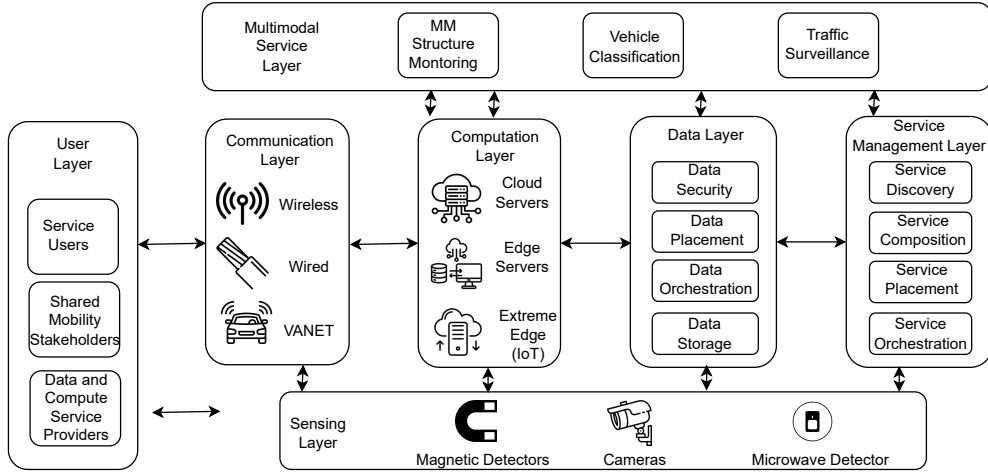 Multimodal
Service
Layer
MM
Structure
Montoring
Vehicle
Classification
Traffic
Surveillance
User
Layer
Service
Users
Shared
Mobility
Stakeholders
Data and
Compute
Service
Providers
Communication
Layer
Wireless
Wired
VANET
Computation
Layer
Cloud
Servers
Edge
Servers
Extreme
Edge
(IoT)
Data Layer
Data
Security
Data
Placement
Data
Orchestration
Data
Storage
Service
Management Layer
Service
Discovery
Service
Composition
Service
Placement
Service
Orchestration
Sensing
Layer
Magnetic Detectors
Cameras
Microwave Detector